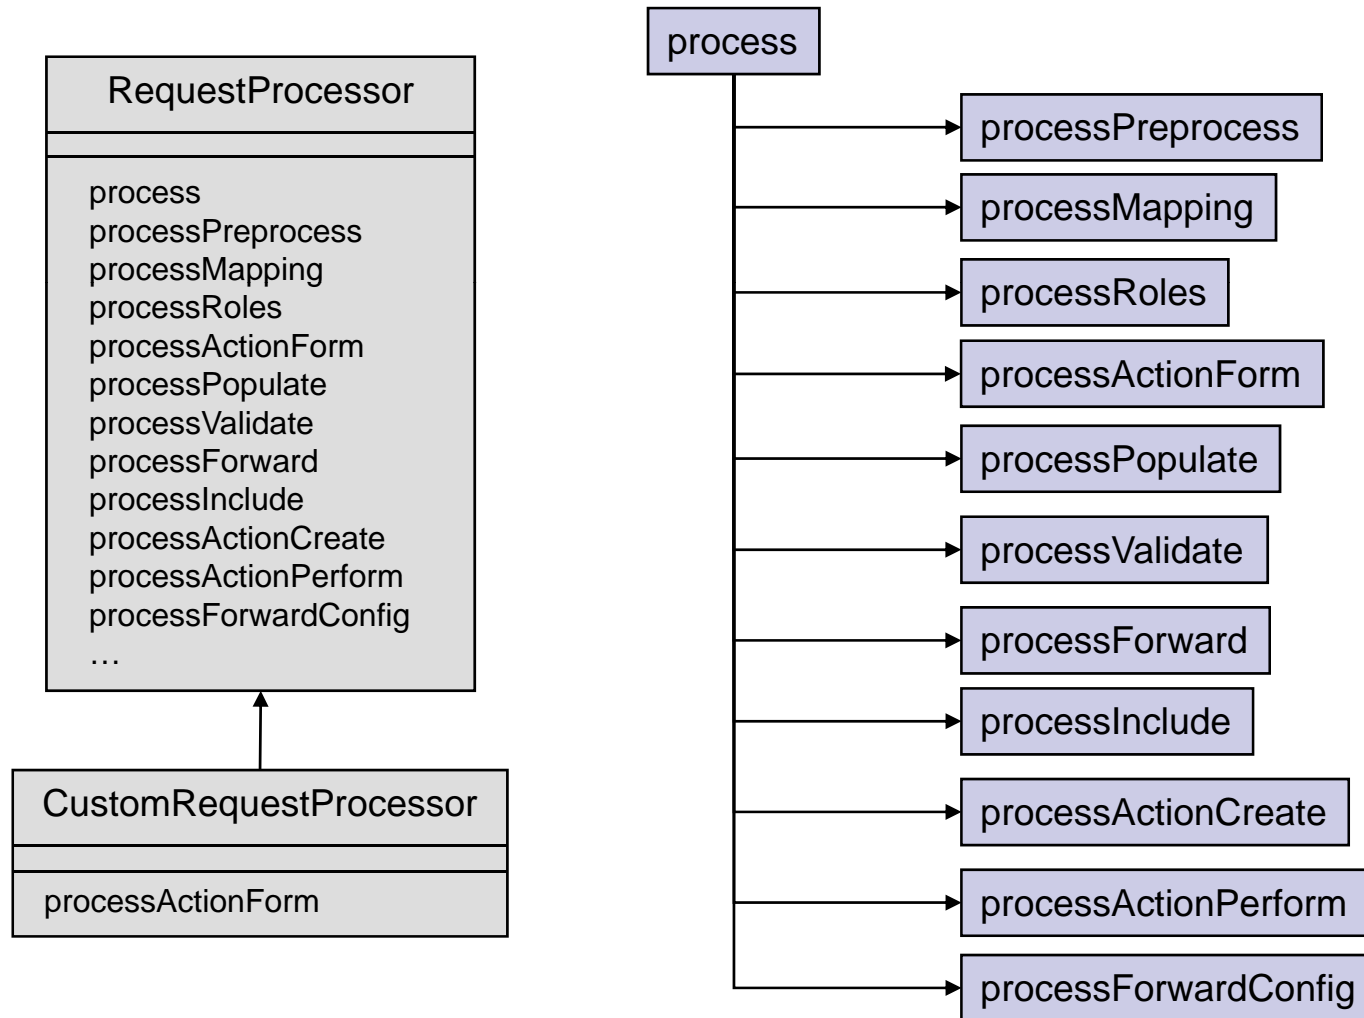 RequestProcessor
process
processPreprocess
processMapping
processRoles
processActionForm
processPopulate
processValidate
processForward
processInclude
processActionCreate
processActionPerform
processForwardConfig
…
CustomRequestProcessor
processActionForm
process
processPreprocess
processMapping
processRoles
processActionForm
processPopulate
processValidate
processForward
processInclude
processActionCreate
processActionPerform
processForwardConfig